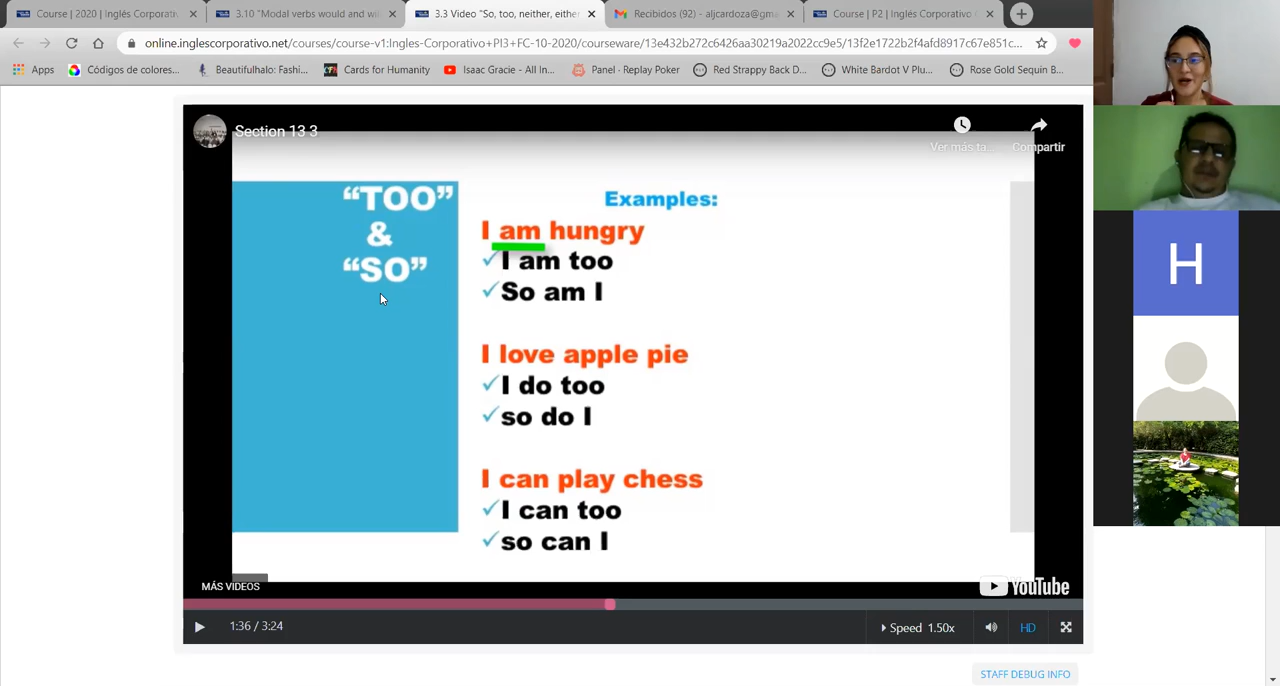 Course | 2020 | Inglés Corporativ
3.10 "Modal verbs would and wi
3.3 Video "So, too, neither, eithe
Recibidos (92) - aljcardoza@gma
Course | P2 | Inglés Corporativo
online.inglescorporativo.net/courses/course-v1:Ingles-Corporativo+PI3+FC-10-2020/courseware/13e432b272c6426aa30219a2022cc9e5/13f2e1722b2f4afd8917c67e851c...
Apps
Códigos de colores...
Beautifulhalo: Fashi...
Cards for Humanity
Isaac Gracie - All In...
Panel · Replay Poker
Red Strappy Back D...
White Bardot V Plu...
Rose Gold Sequin B...
Section 13 3
Ver más ta...
Compartir
"TOO"
&
"SO"
Examples:
I am hungry
I am too
So am I
I love apple pie
I do too
so do I
I can play chess
I can too
so can I
MÁS VIDEOS
YouTube
1:36 / 3:24
Speed 1.50x
HD
STAFF DEBUG INFO
H